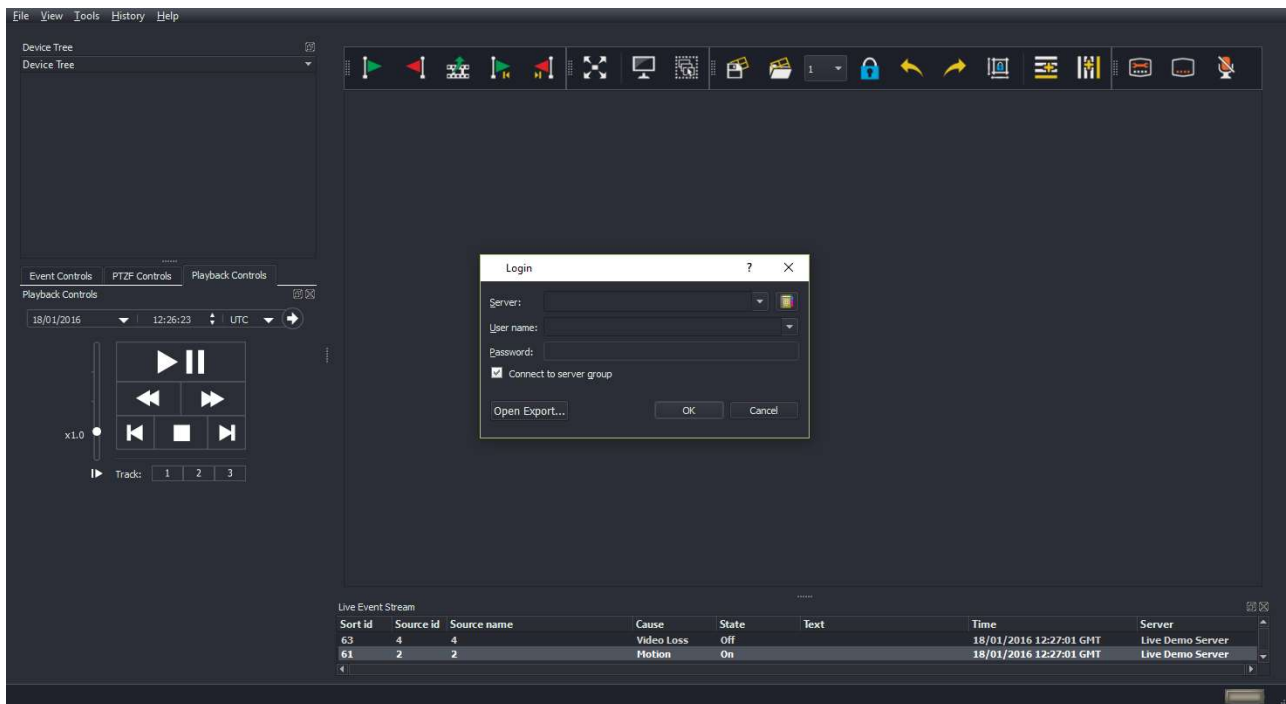 File View Tools History Help
Device Tree
Device Tree
1
Event Controls PTZF Controls Playback Controls
Playback Controls
18/01/2016 12:26:23 UTC
x1.0
Track: 1 2 3
Login ? 
Server:
User name:
Password:
Connect to server group
Open Export... OK Cancel
Live Event Stream
Sort id Source id Source name Cause State Text Time Server
63 4 4 Video Loss Off 18/01/2016 12:27:01 GMT Live Demo Server
61 2 2 Motion On 18/01/2016 12:27:01 GMT Live Demo Server